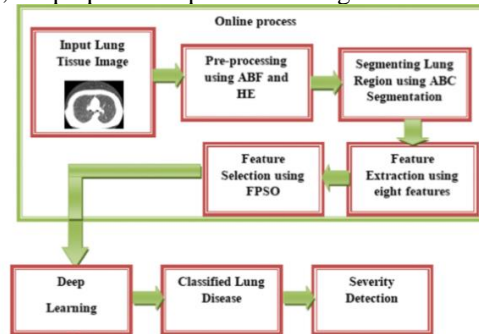 Online process
Input Lung
Tissue Image
Pre-processing
using ABF and
HE
Segmenting Lung
Region using ABC
Segmentation
Feature
Selection using
FPSO
Feature
Extraction using
eight features
Deep
Learning
Classified Lung
Disease
Severity
Detection